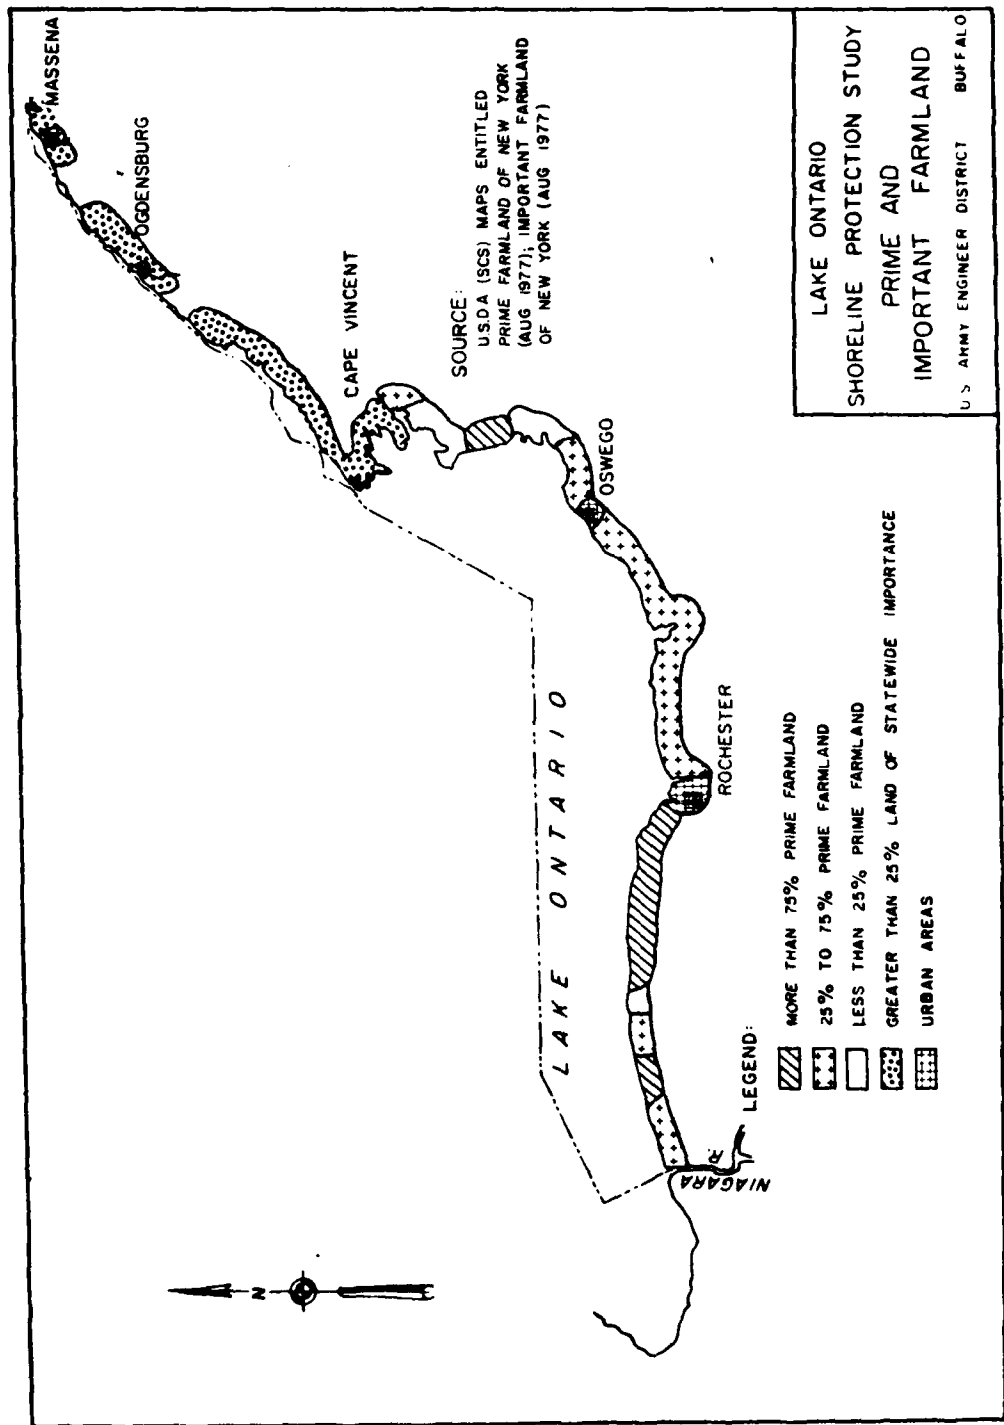 MASSENA
OGDENSBURG
CAPE VINCENT
SOURCE:
U.S.D.A (SCS) MAPS ENTITLED
PRIME FARMLAND OF NEW YORK
(AUG 1977); IMPORTANT FARMLAND
OF NEW YORK (AUG 1977)
OSWEGO
LAKE ONTARIO
ROCHESTER
NIAGARA R.
N
LEGEND:
MORE THAN 75% PRIME FARMLAND
25% TO 75% PRIME FARMLAND
LESS THAN 25% PRIME FARMLAND
GREATER THAN 25% LAND OF STATEWIDE IMPORTANCE
URBAN AREAS
LAKE ONTARIO
SHORELINE PROTECTION STUDY
PRIME AND
IMPORTANT FARMLAND
U S ARMY ENGINEER DISTRICT BUFFALO